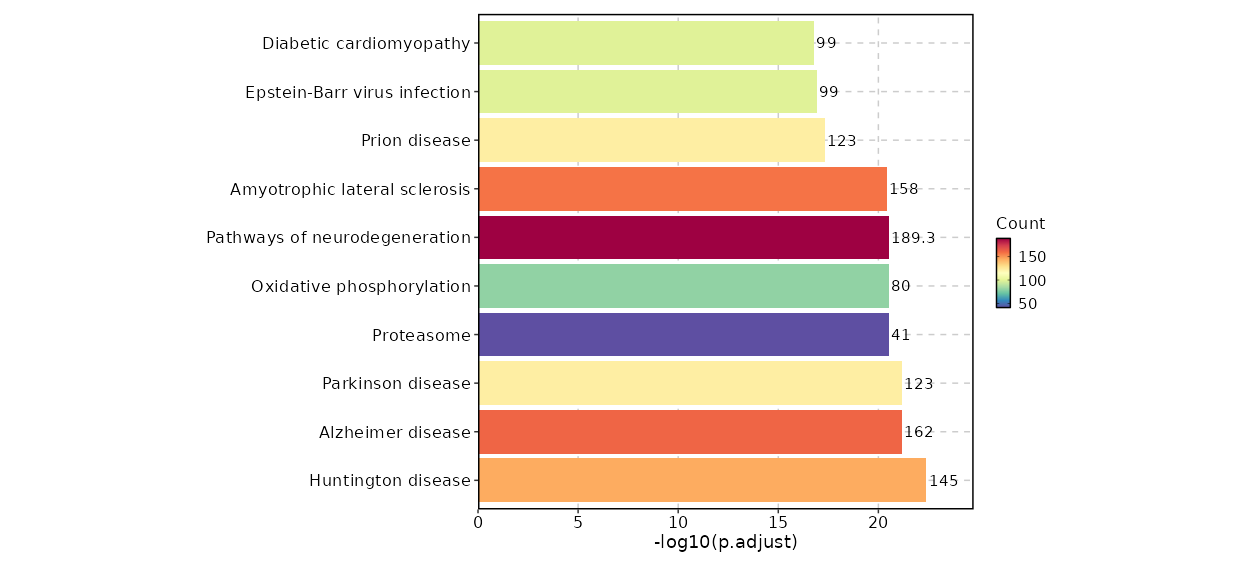 Diabetic cardiomyopathy 99
Epstein-Barr virus infection 99
Prion disease 123
Amyotrophic lateral sclerosis 158
Pathways of neurodegeneration 189.3
Oxidative phosphorylation 80
Proteasome 41
Parkinson disease 123
Alzheimer disease 162
Huntington disease 145
0 5 10 15 20
-log10(p.adjust)
Count
150
100
50